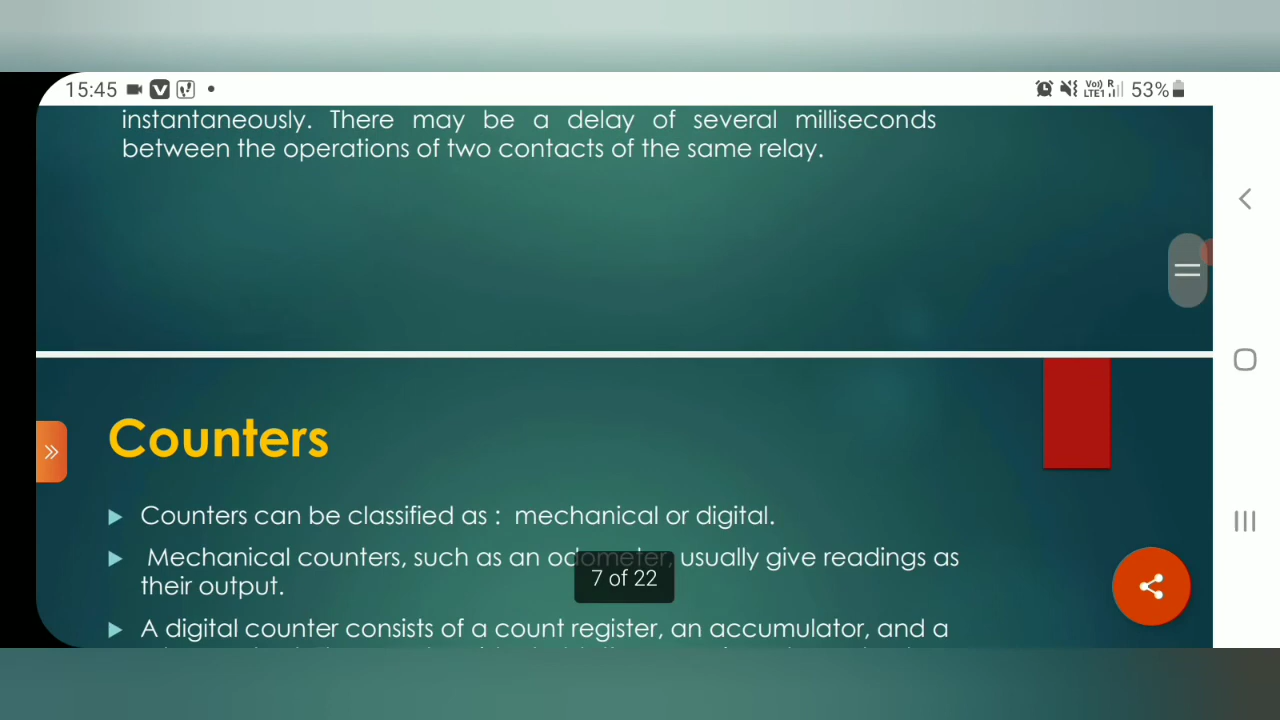 15:45
Vo)) R
LTE1 53%
instantaneously. There may be a delay of several milliseconds
between the operations of two contacts of the same relay.
Counters
Counters can be classified as : mechanical or digital.
Mechanical counters, such as an odometer, usually give readings as
their output.
7 of 22
A digital counter consists of a count register, an accumulator, and a